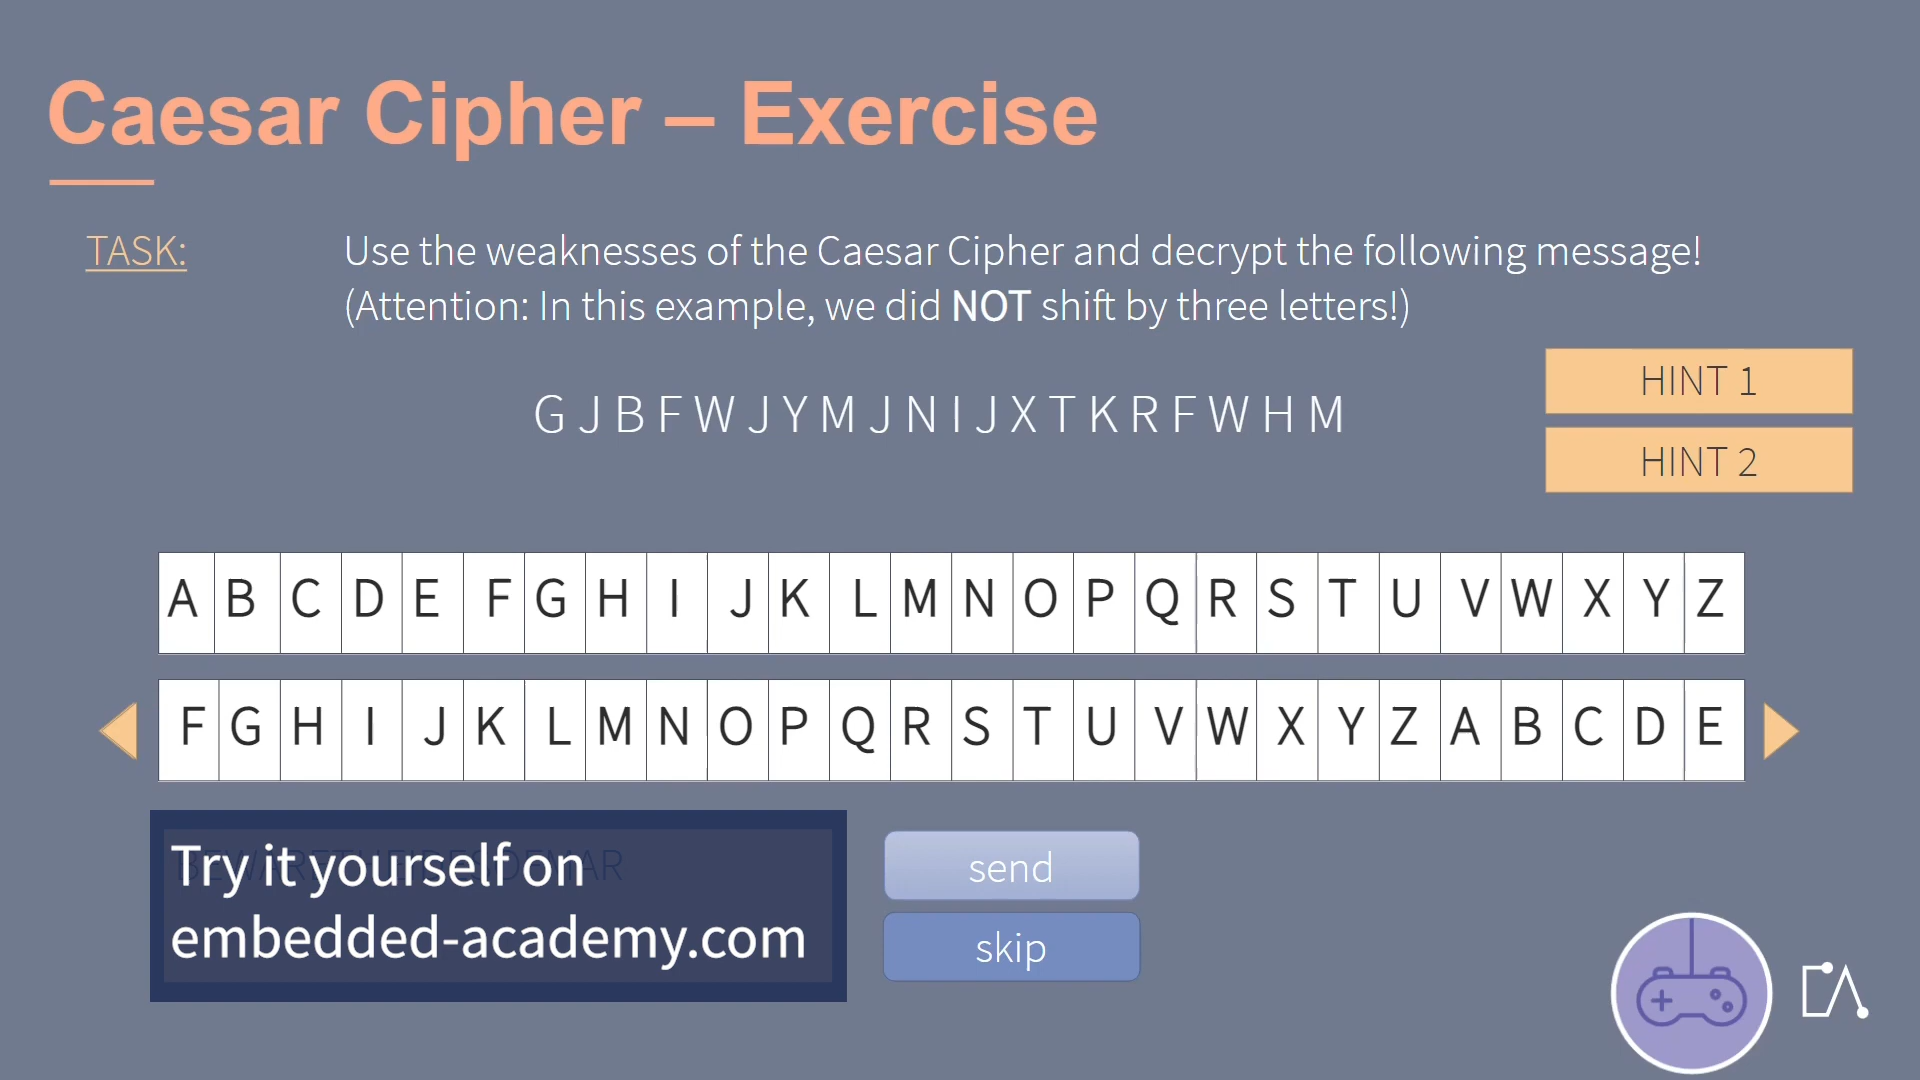 Caesar Cipher – Exercise
TASK:
Use the weaknesses of the Caesar Cipher and decrypt the following message!
(Attention: In this example, we did NOT shift by three letters!)
G J B F W J Y M J N I J X T K R F W H M
HINT 1
HINT 2
A B C D E F G H I J K L M N O P Q R S T U V W X Y Z
F G H I J K L M N O P Q R S T U V W X Y Z A B C D E
Try it yourself on
embedded-academy.com
send
skip